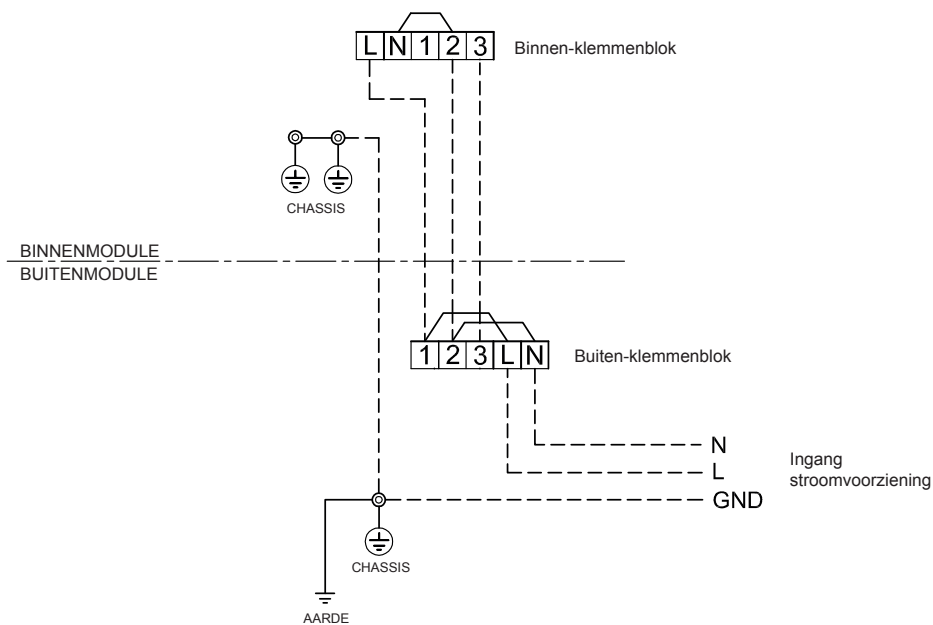 L N 1 2 3
Binnen-klemmenblok
CHASSIS
BINNENMODULE
BUITENMODULE
1 2 3 L N
Buiten-klemmenblok
N
L
GND
Ingang
stroomvoorziening
CHASSIS
AARDE